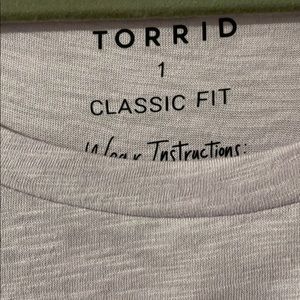 TORRID
1
CLASSIC FIT
Wear Instructions: